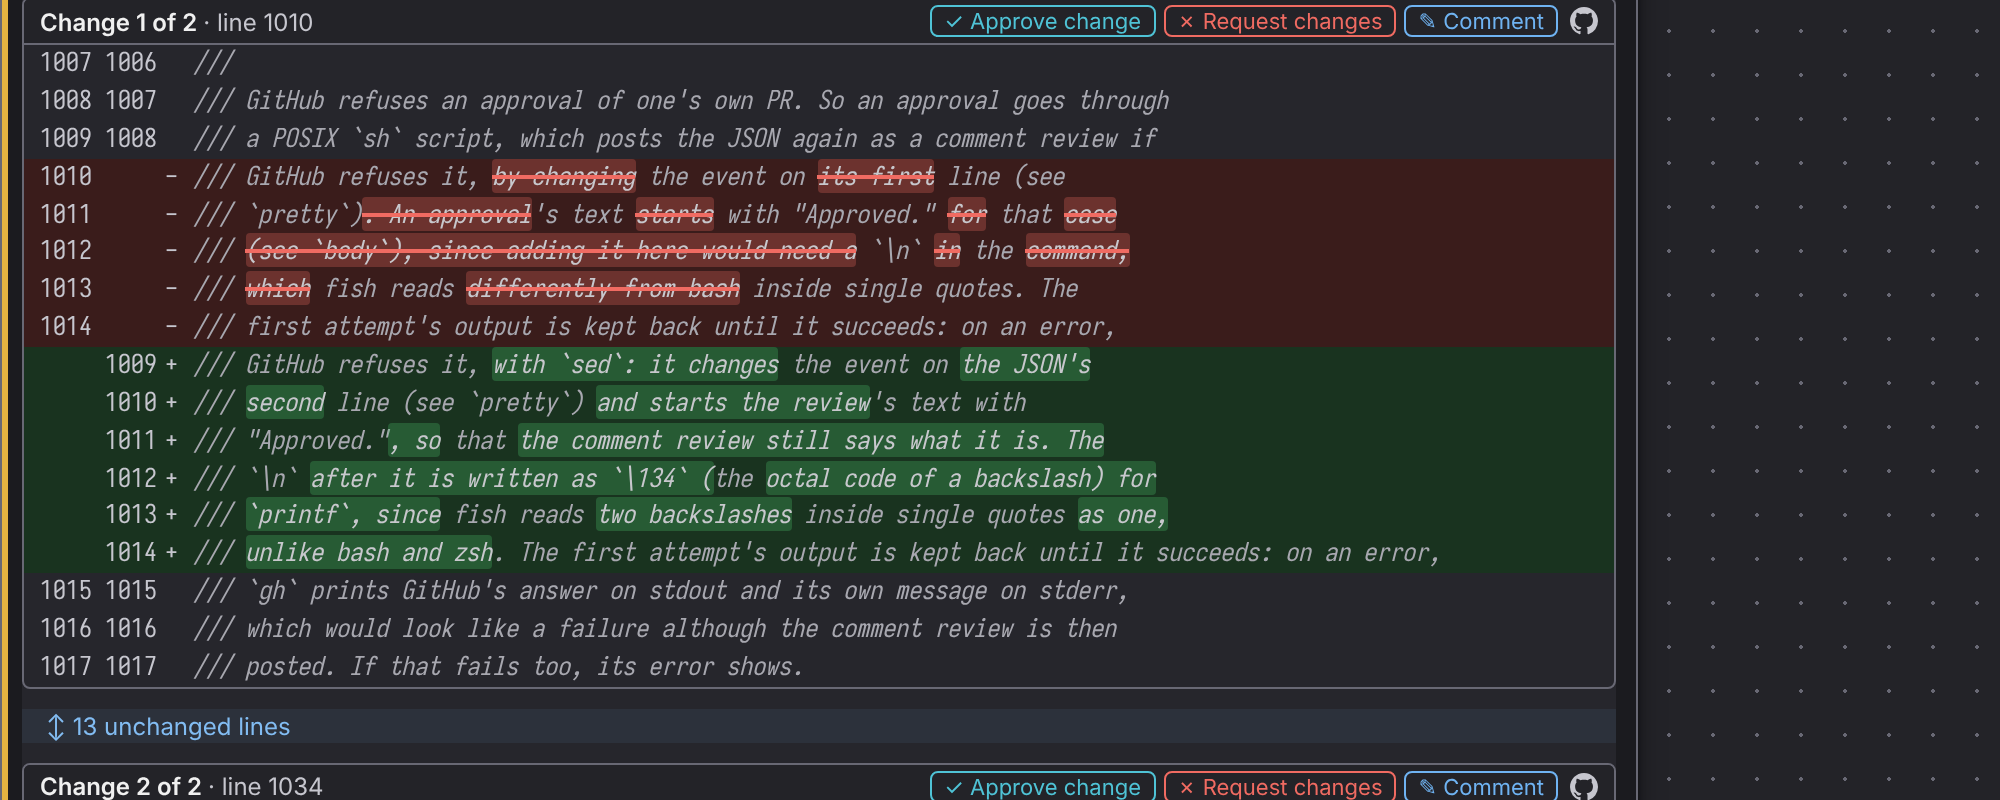 Change 1 of 2 · line 1010 ✓ Approve change × Request changes ✎ Comment
1007 1006 ///
1008 1007 /// GitHub refuses an approval of one's own PR. So an approval goes through
1009 1008 /// a POSIX `sh` script, which posts the JSON again as a comment review if
1010 - /// GitHub refuses it, by changing the event on its first line (see
1011 - /// `pretty`). An approval's text starts with "Approved." for that case
1012 - /// (see `body`), since adding it here would need a `\n` in the command,
1013 - /// which fish reads differently from bash inside single quotes. The
1014 - /// first attempt's output is kept back until it succeeds: on an error,
1009 + /// GitHub refuses it, with `sed`: it changes the event on the JSON's
1010 + /// second line (see `pretty`) and starts the review's text with
1011 + /// "Approved.", so that the comment review still says what it is. The
1012 + /// `\n` after it is written as `\134` (the octal code of a backslash) for
1013 + /// `printf`, since fish reads two backslashes inside single quotes as one,
1014 + /// unlike bash and zsh. The first attempt's output is kept back until it succeeds: on an error,
1015 1015 /// `gh` prints GitHub's answer on stdout and its own message on stderr,
1016 1016 /// which would look like a failure although the comment review is then
1017 1017 /// posted. If that fails too, its error shows.
13 unchanged lines
Change 2 of 2 · line 1034 ✓ Approve change × Request changes ✎ Comment